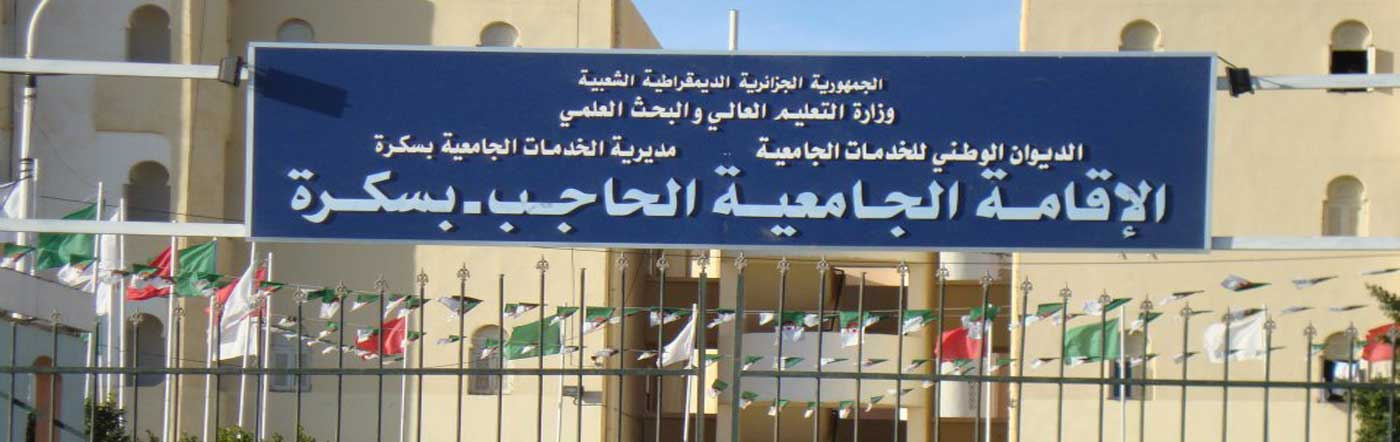 الجمهورية الجزائرية الديمقراطية الشعبية
وزارة التعليم العالي والبحث العلمي
الديوان الوطني للخدمات الجامعية مديرية الخدمات الجامعية بسكرة
الإقامة الجامعية الحاجب - بسكرة